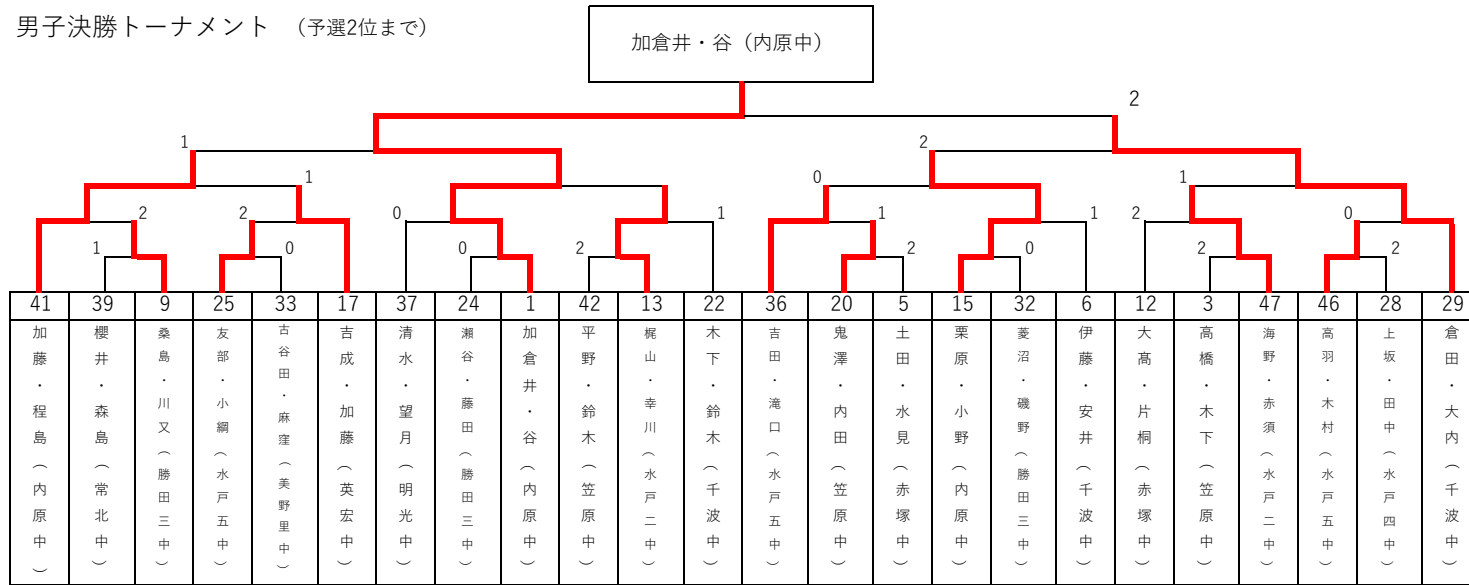 男子決勝トーナメント （予選2位まで）
加倉井・谷（内原中）
2
1 2
1 0 1
2 2 0 1 1 1 2 0
1 0 0 2 2 0 2 2
41 39 9 25 33 17 37 24 1 42 13 22 36 20 5 15 32 6 12 3 47 46 28 29
加藤・程島（内原中）
櫻井・森島（常北中）
桑島・川又（勝田三中）
友部・小綱（水戸五中）
古谷田・麻窪（美野里中）
吉成・加藤（英宏中）
清水・望月（明光中）
瀬谷・藤田（勝田三中）
加倉井・谷（内原中）
平野・鈴木（笠原中）
梶山・幸川（水戸二中）
木下・鈴木（千波中）
吉田・滝口（水戸五中）
鬼澤・内田（笠原中）
土田・水見（赤塚中）
栗原・小野（内原中）
菱沼・磯野（勝田三中）
伊藤・安井（千波中）
大髙・片桐（赤塚中）
高橋・木下（笠原中）
海野・赤須（水戸二中）
高羽・木村（水戸五中）
上坂・田中（水戸四中）
倉田・大内（千波中）